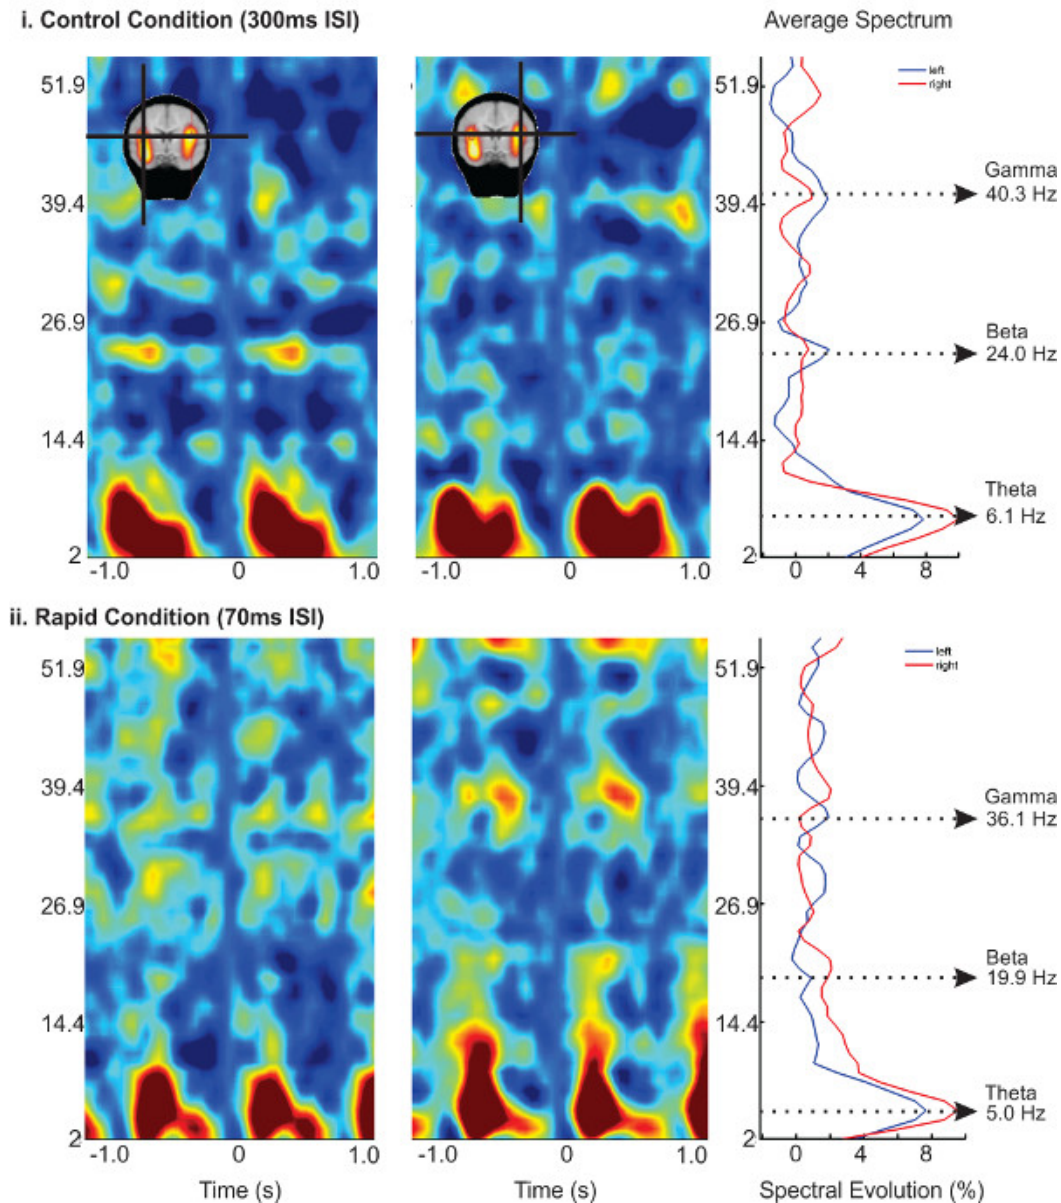 i. Control Condition (300ms ISI)
Average Spectrum
51.9
39.4
26.9
14.4
2
-1.0
0
1.0
-1.0
0
1.0
left
right
Gamma
40.3 Hz
Beta
24.0 Hz
Theta
6.1 Hz
0
4
8
ii. Rapid Condition (70ms ISI)
51.9
39.4
26.9
14.4
2
-1.0
0
1.0
-1.0
0
1.0
Time (s)
Time (s)
51.9
39.4
26.9
14.4
2
51.9
39.4
26.9
14.4
2
left
right
Gamma
36.1 Hz
Beta
19.9 Hz
Theta
5.0 Hz
0
4
8
Spectral Evolution (%)